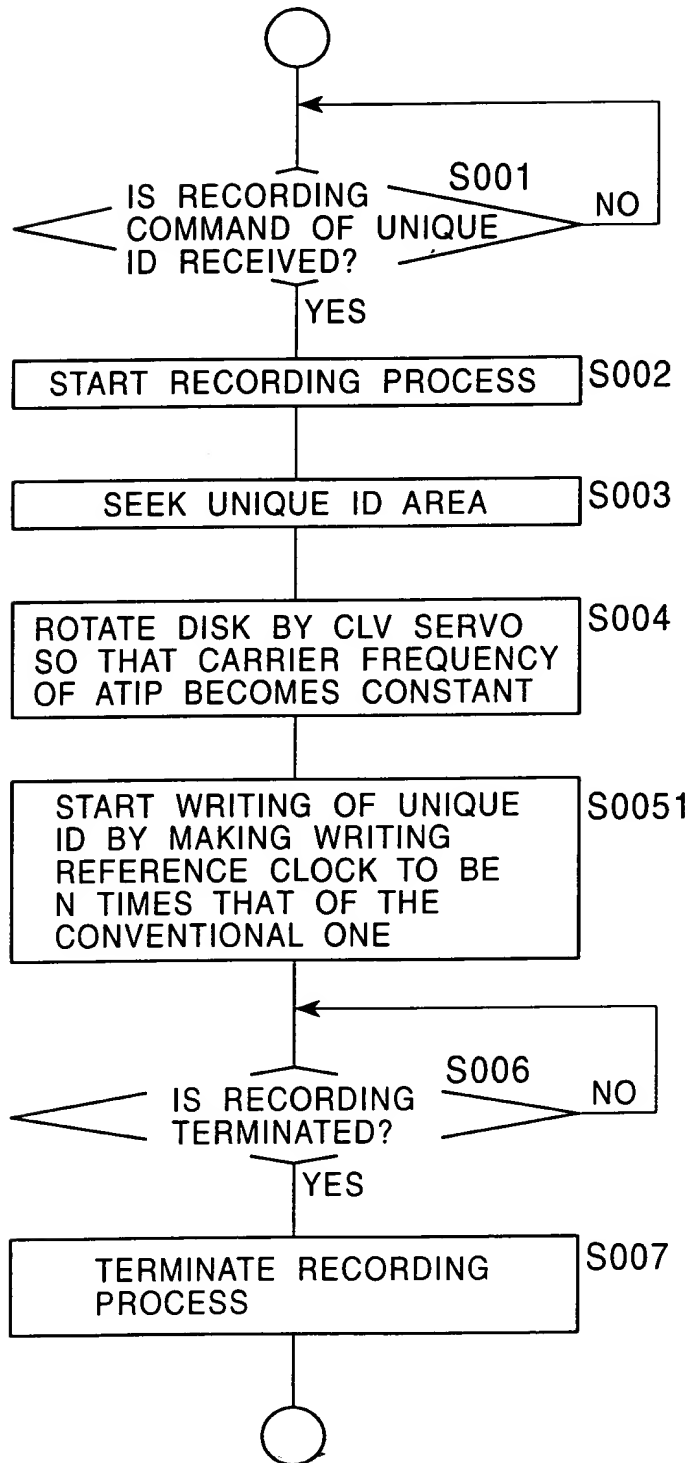 IS RECORDING
COMMAND OF UNIQUE
ID RECEIVED?
S001
NO
YES
START RECORDING PROCESS
S002
SEEK UNIQUE ID AREA
S003
ROTATE DISK BY CLV SERVO
SO THAT CARRIER FREQUENCY
OF ATIP BECOMES CONSTANT
S004
START WRITING OF UNIQUE
ID BY MAKING WRITING
REFERENCE CLOCK TO BE
N TIMES THAT OF THE
CONVENTIONAL ONE
S0051
IS RECORDING
TERMINATED?
S006
NO
YES
TERMINATE RECORDING
PROCESS
S007